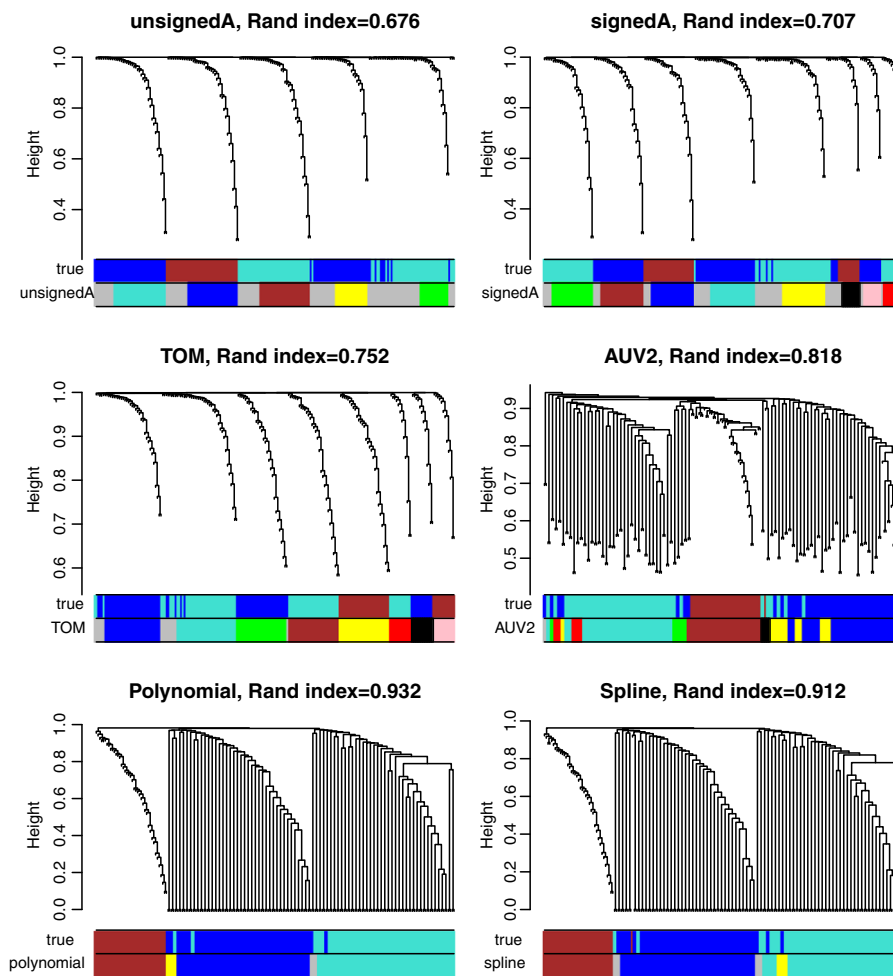 unsignedA, Rand index=0.676
signedA, Rand index=0.707
Height
1.0
0.8
0.6
0.4
true
unsignedA
Height
1.0
0.8
0.6
0.4
true
signedA
TOM, Rand index=0.752
AUV2, Rand index=0.818
Height
1.0
0.9
0.8
0.7
0.6
true
TOM
Height
0.9
0.8
0.7
0.6
0.5
true
AUV2
Polynomial, Rand index=0.932
Spline, Rand index=0.912
Height
1.0
0.8
0.6
0.4
0.2
0.0
true
polynomial
Height
1.0
0.8
0.6
0.4
0.2
0.0
true
spline